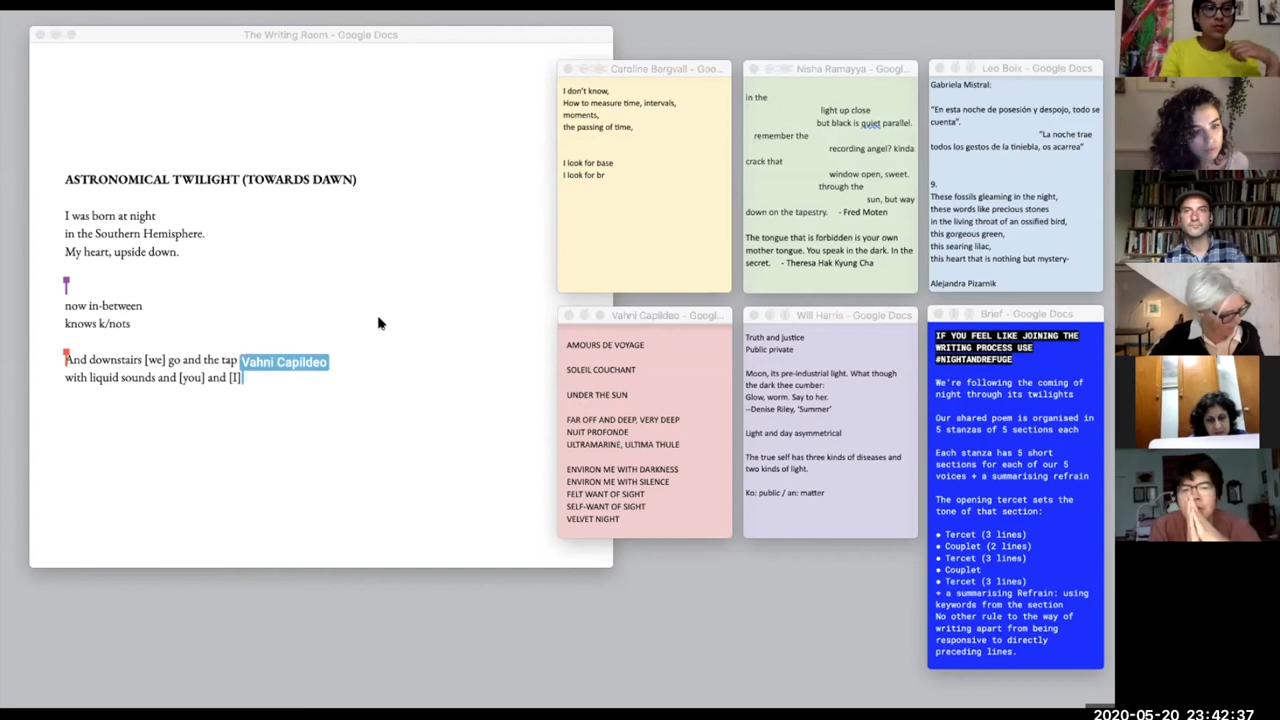 The Writing Room - Google Docs
ASTRONOMICAL TWILIGHT (TOWARDS DAWN)
I was born at night
in the Southern Hemisphere.
My heart, upside down.
now in-between
knows k/nots
And downstairs [we] go and the tap
Vahni Capildeo
with liquid sounds and [you] and [I]
Caroline Bergvall - Goo...
I don't know,
How to measure time, intervals,
moments,
the passing of time,
I look for base
I look for br
Nisha Ramayya - Googl...
in the
light up close
but black is quiet parallel.
remember the
recording angel? kinda
crack that
window open, sweet.
through the
sun, but way
down on the tapestry. - Fred Moten
The tongue that is forbidden is your own
mother tongue. You speak in the dark. In the
secret. - Theresa Hak Kyung Cha
Leo Boix - Google Docs
Gabriela Mistral:
"En esta noche de posesión y despojo, todo se
cuenta".
"La noche trae
todos los gestos de la tiniebla, os acarrea"
9.
These fossils gleaming in the night,
these words like precious stones
in the living throat of an ossified bird,
this gorgeous green,
this searing lilac,
this heart that is nothing but mystery-
Alejandra Pizarnik
Vahni Capildeo - Googl...
AMOURS DE VOYAGE
SOLEIL COUCHANT
UNDER THE SUN
FAR OFF AND DEEP, VERY DEEP
NUIT PROFONDE
ULTRAMARINE, ULTIMA THULE
ENVIRON ME WITH DARKNESS
ENVIRON ME WITH SILENCE
FELT WANT OF SIGHT
SELF-WANT OF SIGHT
VELVET NIGHT
Will Harris - Google Docs
Truth and justice
Public private
Moon, its pre-industrial light. What though
the dark thee cumber:
Glow, worm. Say to her.
--Denise Riley, 'Summer'
Light and day asymmetrical
The true self has three kinds of diseases and
two kinds of light.
Ko: public / an: matter
Brief - Google Docs
IF YOU FEEL LIKE JOINING THE
WRITING PROCESS USE
#NIGHTANDREFUGE
We're following the coming of
night through its twilights
Our shared poem is organised in
5 stanzas of 5 sections each
Each stanza has 5 short
sections for each of our 5
voices + a summarising refrain
The opening tercet sets the
tone of that section:
● Tercet (3 lines)
● Couplet (2 lines)
● Tercet (3 lines)
● Couplet
● Tercet (3 lines)
+ a summarising Refrain: using
keywords from the section
No other rule to the way of
writing apart from being
responsive to directly
preceding lines.
2020-05-20 23:42:37